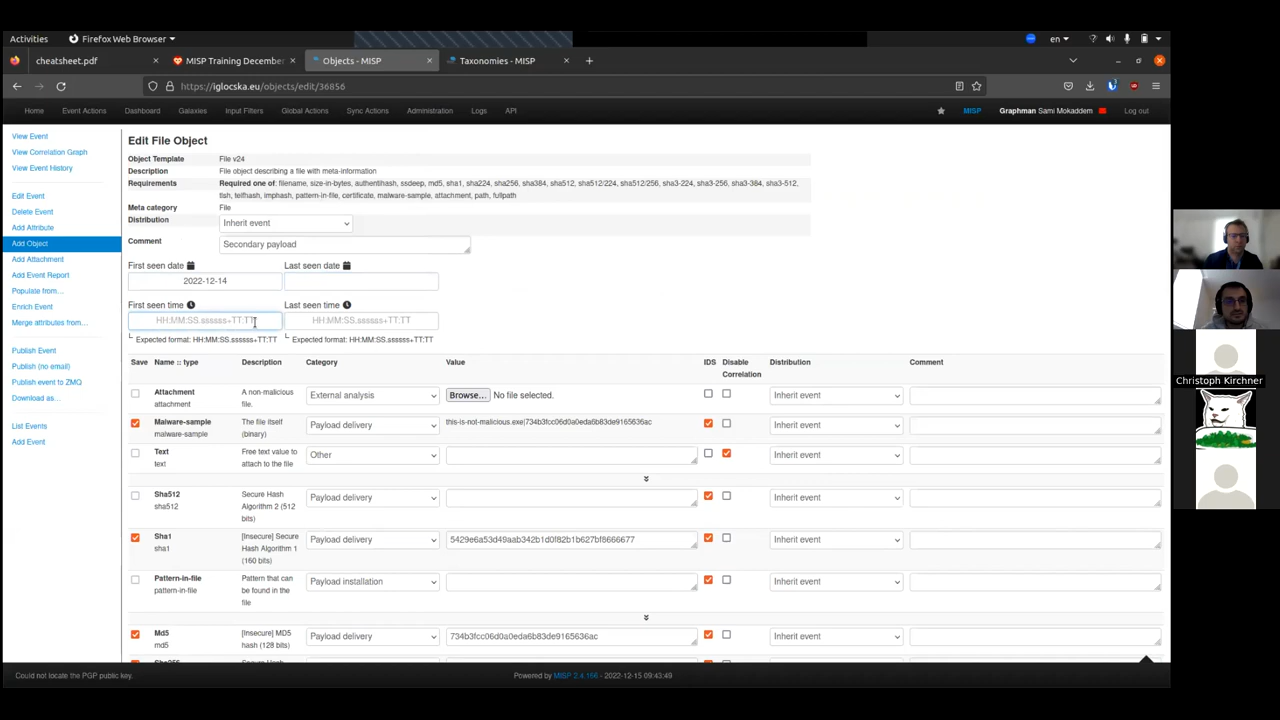 Activities
Firefox Web Browser
en
cheatsheet.pdf
MISP Training December
Objects - MISP
Taxonomies - MISP
https://iglocska.eu/objects/edit/36856
Home
Event Actions
Dashboard
Galaxies
Input Filters
Global Actions
Sync Actions
Administration
Logs
API
MISP
Graphman Sami Mokaddem
Log out
View Event
View Correlation Graph
View Event History
Edit Event
Delete Event
Add Attribute
Add Object
Add Attachment
Add Event Report
Populate from...
Enrich Event
Merge attributes from...
Publish Event
Publish (no email)
Publish event to ZMQ
Download as...
List Events
Add Event
Edit File Object
Object Template File v24
Description File object describing a file with meta-information
Requirements Required one of: filename, size-in-bytes, authentihash, ssdeep, md5, sha1, sha224, sha256, sha384, sha512, sha512/224, sha512/256, sha3-224, sha3-256, sha3-384, sha3-512,
tlsh, telfhash, imphash, pattern-in-file, certificate, malware-sample, attachment, path, fullpath
Meta category File
Distribution Inherit event
Comment Secondary payload
First seen date Last seen date
2022-12-14
First seen time Last seen time
HH:MM:SS.ssssss+TT:TT HH:MM:SS.ssssss+TT:TT
Expected format: HH:MM:SS.ssssss+TT:TT Expected format: HH:MM:SS.ssssss+TT:TT
Save Name :: type Description Category Value IDS Disable Correlation Distribution Comment
Attachment
attachment
A non-malicious
file.
External analysis
Browse... No file selected.
Inherit event
Malware-sample
malware-sample
The file itself
(binary)
Payload delivery
this-is-not-malicious.exe|734b3fcc06d0a0eda6b83de9165636ac
Inherit event
Text
text
Free text value to
attach to the file
Other
Inherit event
Sha512
sha512
Secure Hash
Algorithm 2 (512
bits)
Payload delivery
Inherit event
Sha1
sha1
[Insecure] Secure
Hash Algorithm 1
(160 bits)
Payload delivery
5429e6a53d49aab342b1d0f82b1b627bf8666677
Inherit event
Pattern-in-file
pattern-in-file
Pattern that can
be found in the
file
Payload installation
Inherit event
Md5
md5
[Insecure] MD5
hash (128 bits)
Payload delivery
734b3fcc06d0a0eda6b83de9165636ac
Inherit event
Could not locate the PGP public key.
Powered by MISP 2.4.166 - 2022-12-15 09:43:49
Christoph Kirchner